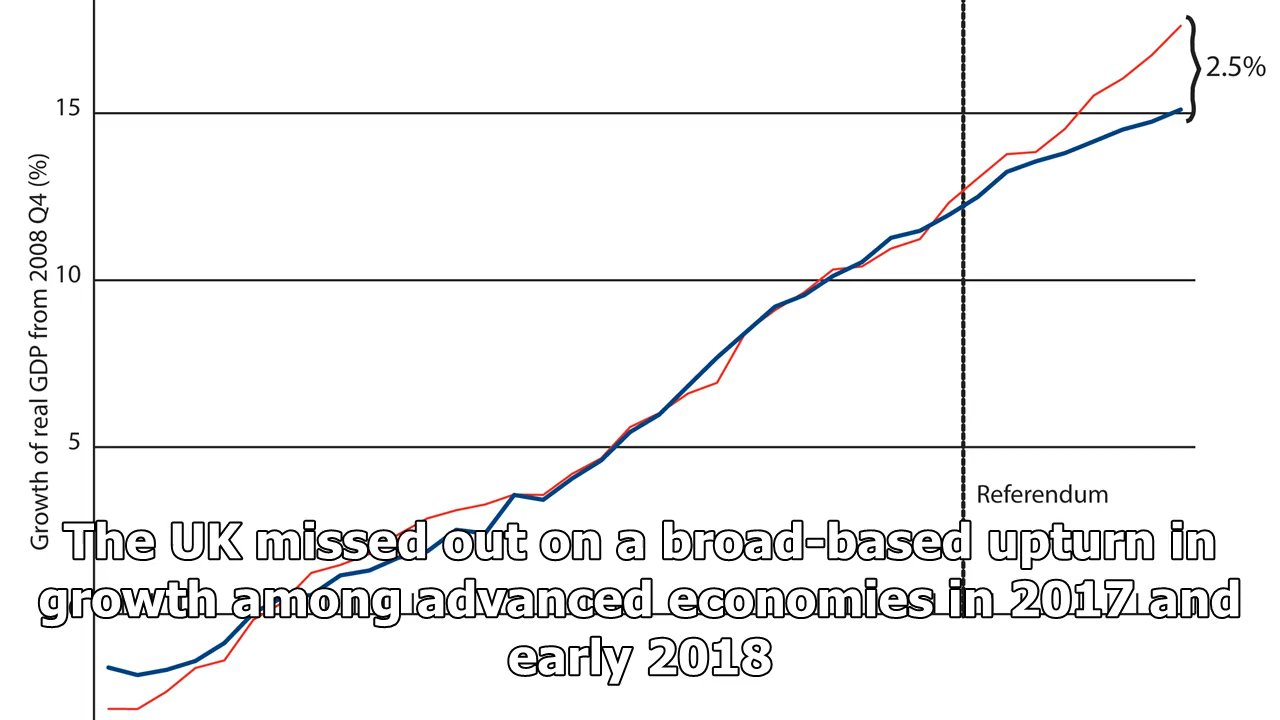 2.5%
15
Growth of real GDP from 2008 Q4 (%)
10
5
Referendum
The UK missed out on a broad-based upturn in
growth among advanced economies in 2017 and
early 2018